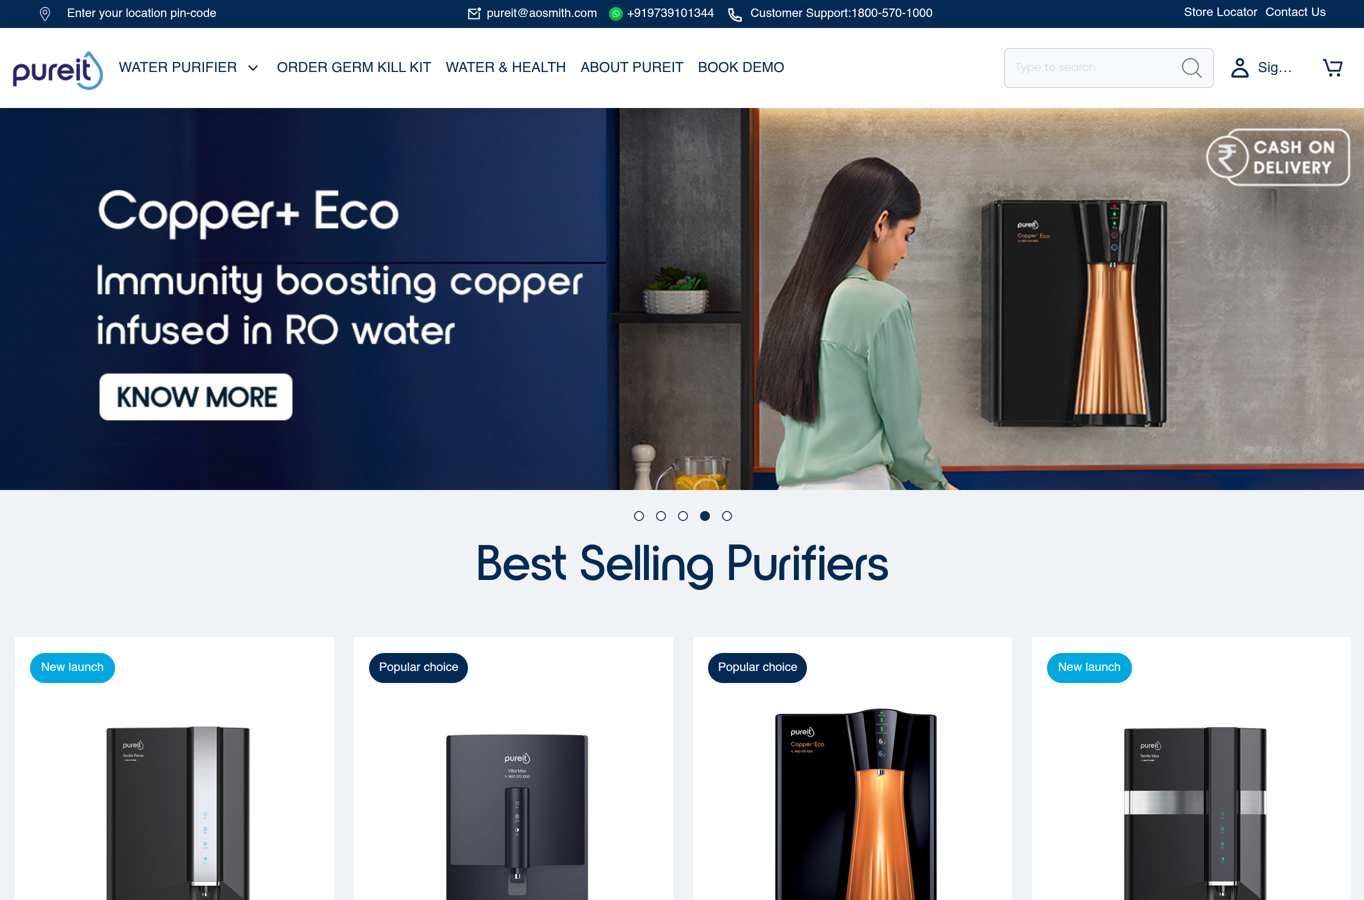 Enter your location pin-code
pureit@aosmith.com
+919739101344
Customer Support:1800-570-1000
Store Locator
Contact Us
pureit
WATER PURIFIER
ORDER GERM KILL KIT
WATER & HEALTH
ABOUT PUREIT
BOOK DEMO
Type to search
Sig...
CASH ON
DELIVERY
Copper+ Eco
Immunity boosting copper
infused in RO water
KNOW MORE
pureit
Copper+ Eco
Best Selling Purifiers
New launch
Popular choice
Popular choice
New launch
pureit
pureit
Vital Max
pureit
Copper+ Eco
pureit